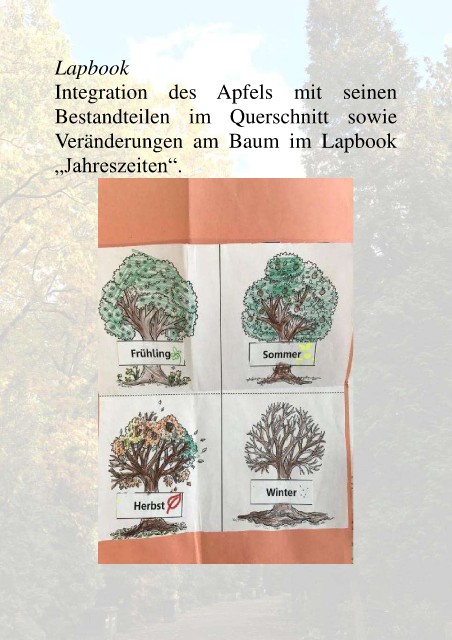 Lapbook
Integration des Apfels mit seinen
Bestandteilen im Querschnitt sowie
Veränderungen am Baum im Lapbook
„Jahreszeiten“.
Frühling
Sommer
Herbst
Winter